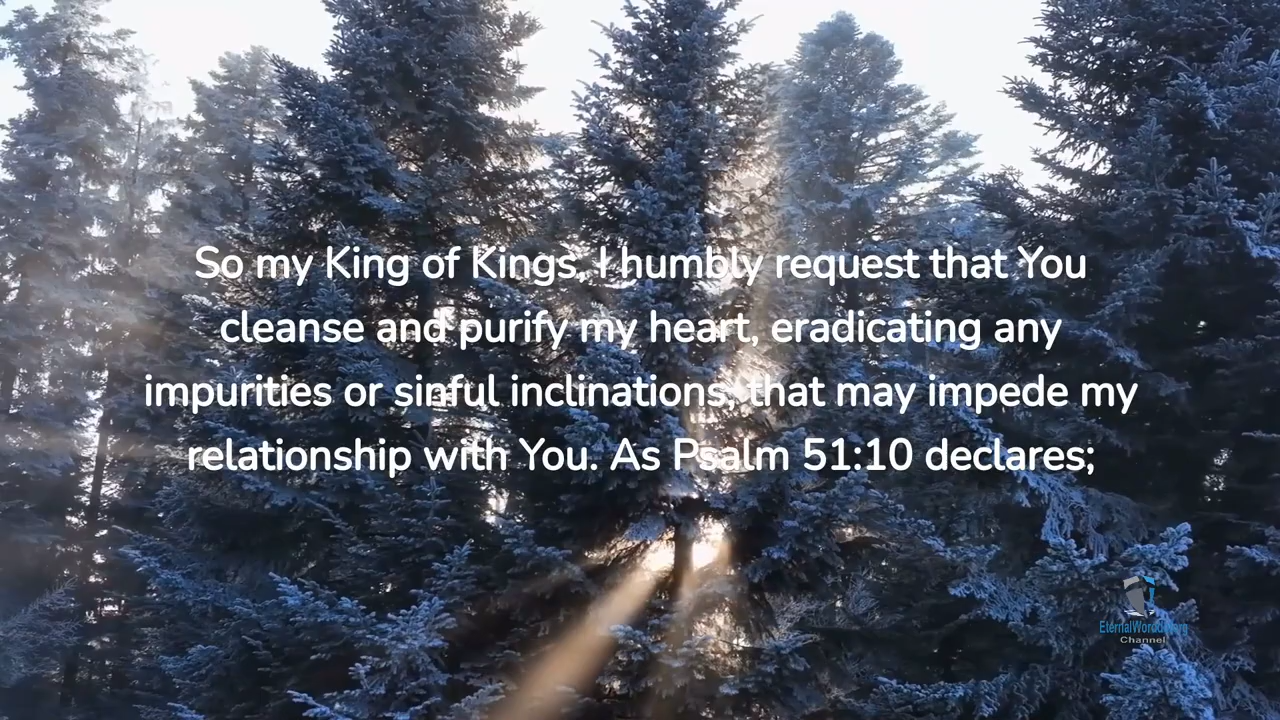 So my King of Kings, I humbly request that You
cleanse and purify my heart, eradicating any
impurities or sinful inclinations, that may impede my
relationship with You. As Psalm 51:10 declares;
Channel